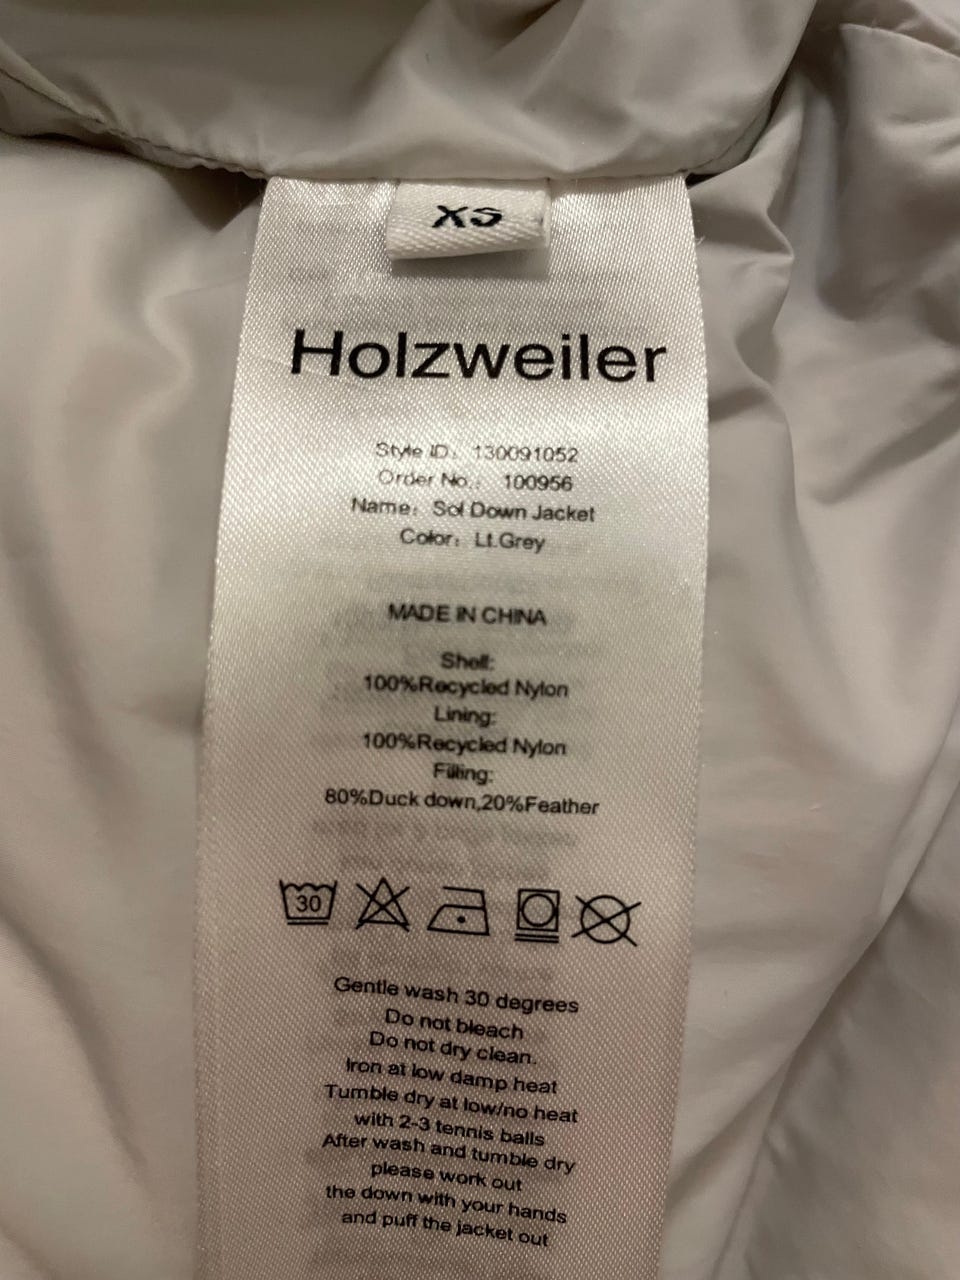 XS
Holzweiler
Style ID: 130091052
Order No.: 100956
Name: Sol Down Jacket
Color: Lt.Grey
MADE IN CHINA
Shell:
100%Recycled Nylon
Lining:
100%Recycled Nylon
Filling:
80%Duck down,20%Feather
30
Gentle wash 30 degrees
Do not bleach
Do not dry clean.
Iron at low damp heat
Tumble dry at low/no heat
with 2-3 tennis balls
After wash and tumble dry
please work out
the down with your hands
and puff the jacket out